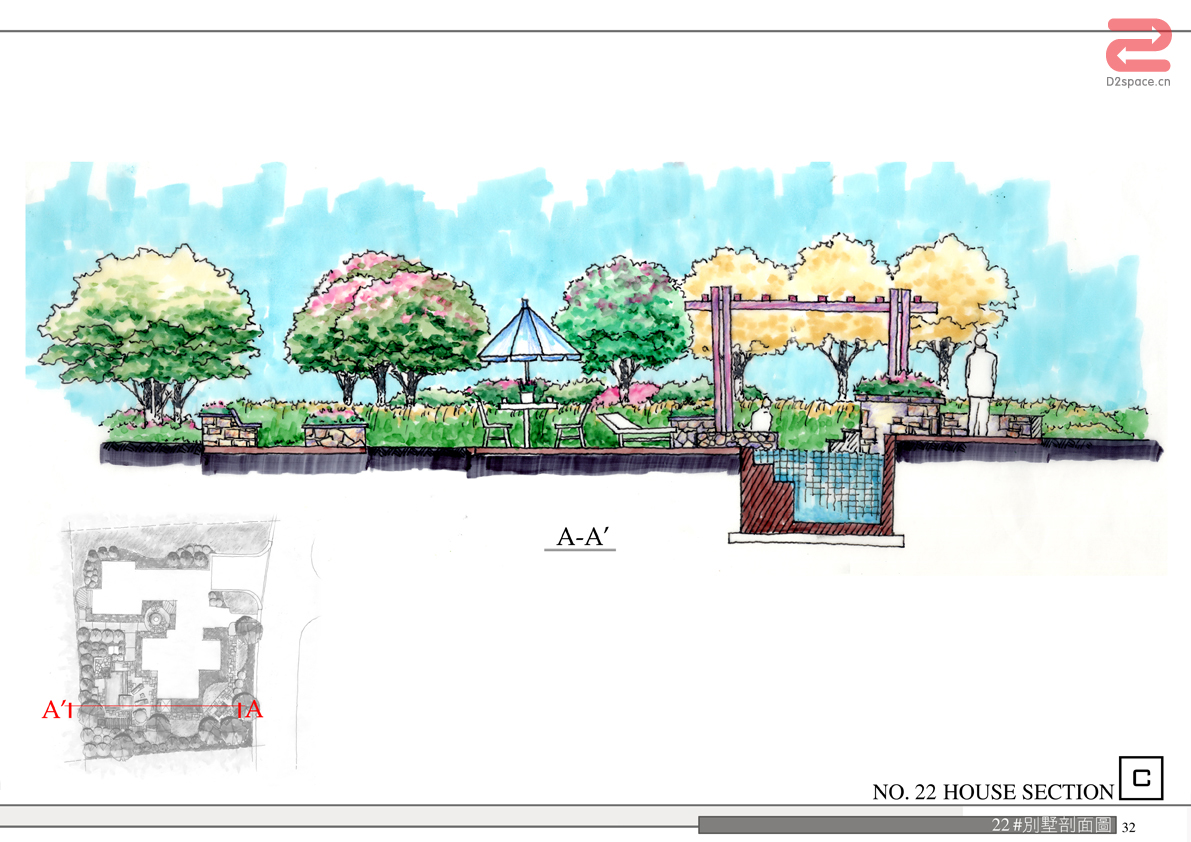 D2space.cn
A-A′
A′
A
C
NO. 22 HOUSE SECTION
22#別墅剖面圖
32